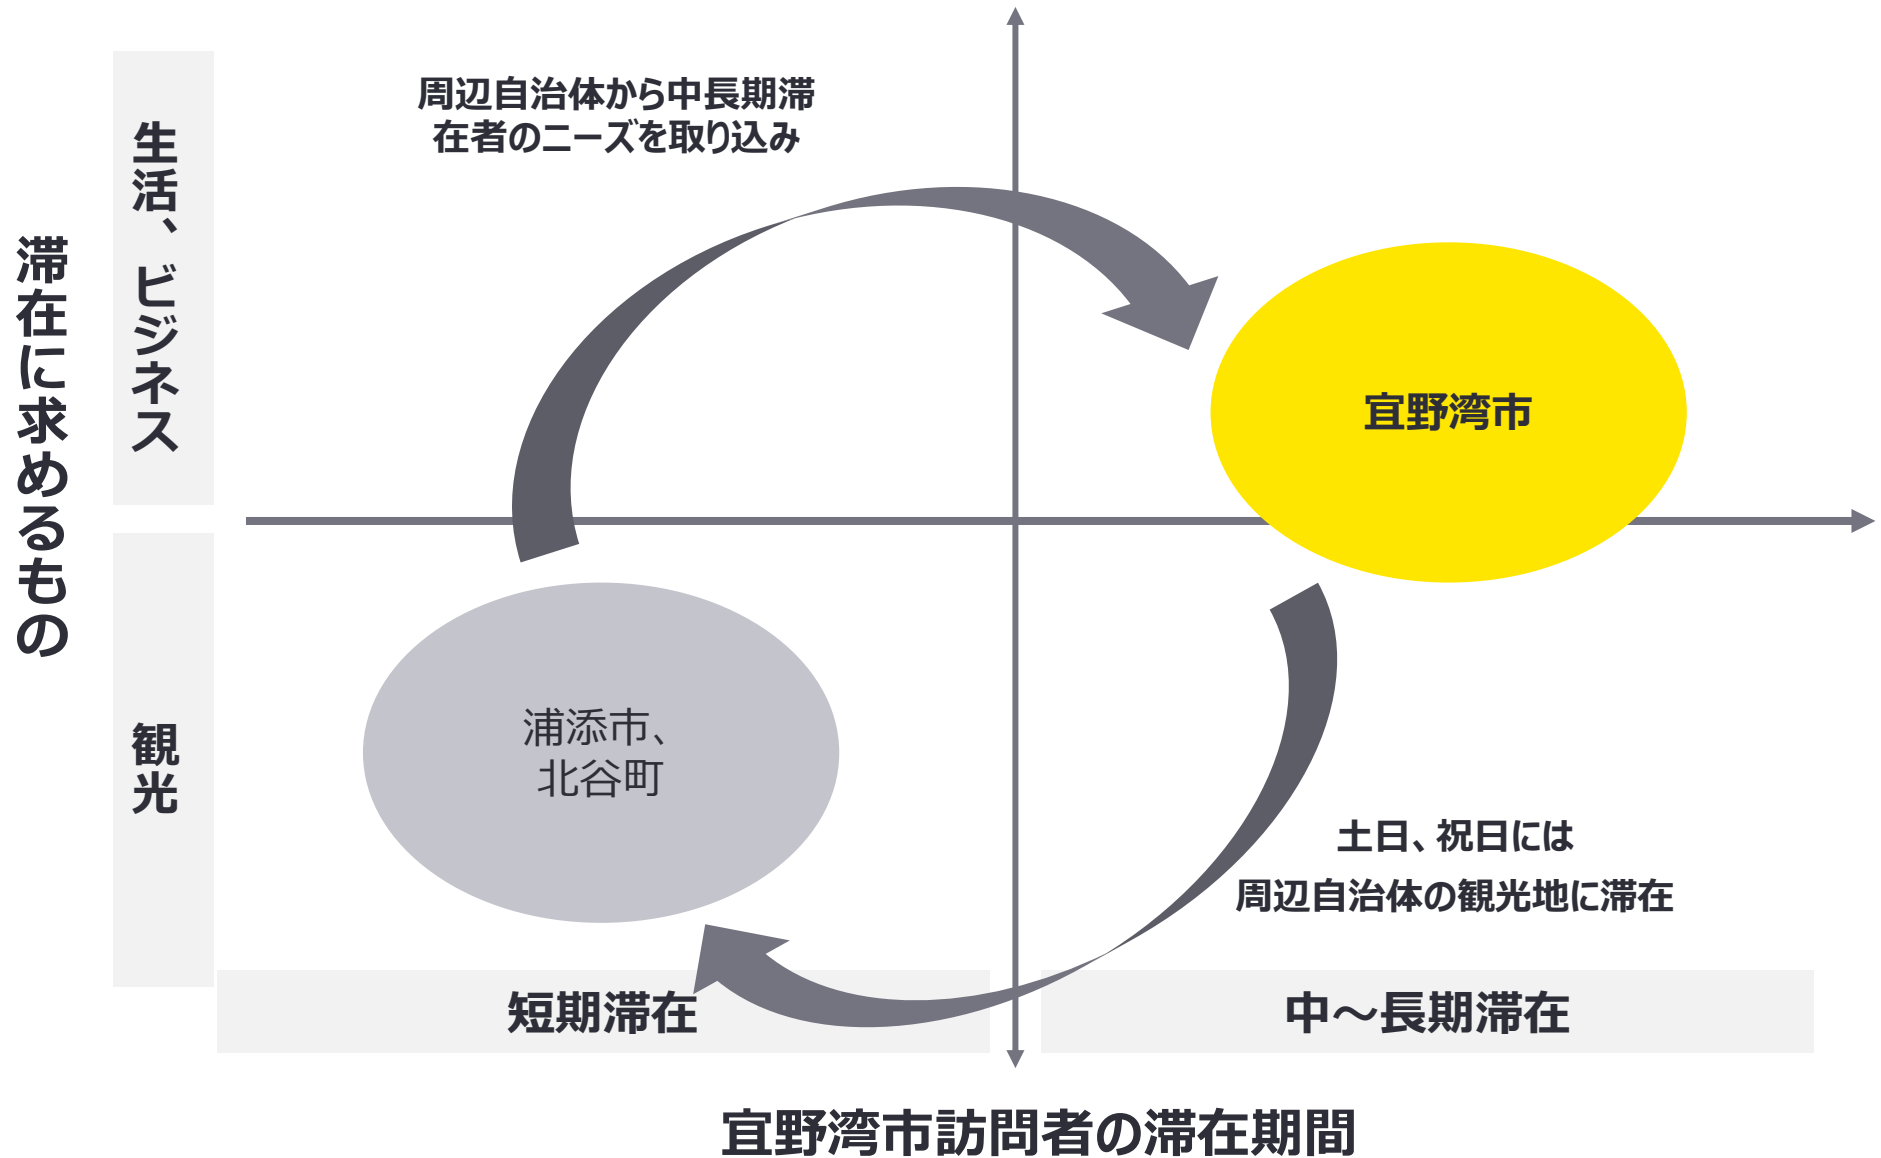 周辺自治体から中長期滞
在者のニーズを取り込み
滞在に求めるもの
生活、ビジネス
宜野湾市
浦添市、
北谷町
観光
土日、祝日には
周辺自治体の観光地に滞在
短期滞在
中～長期滞在
宜野湾市訪問者の滞在期間